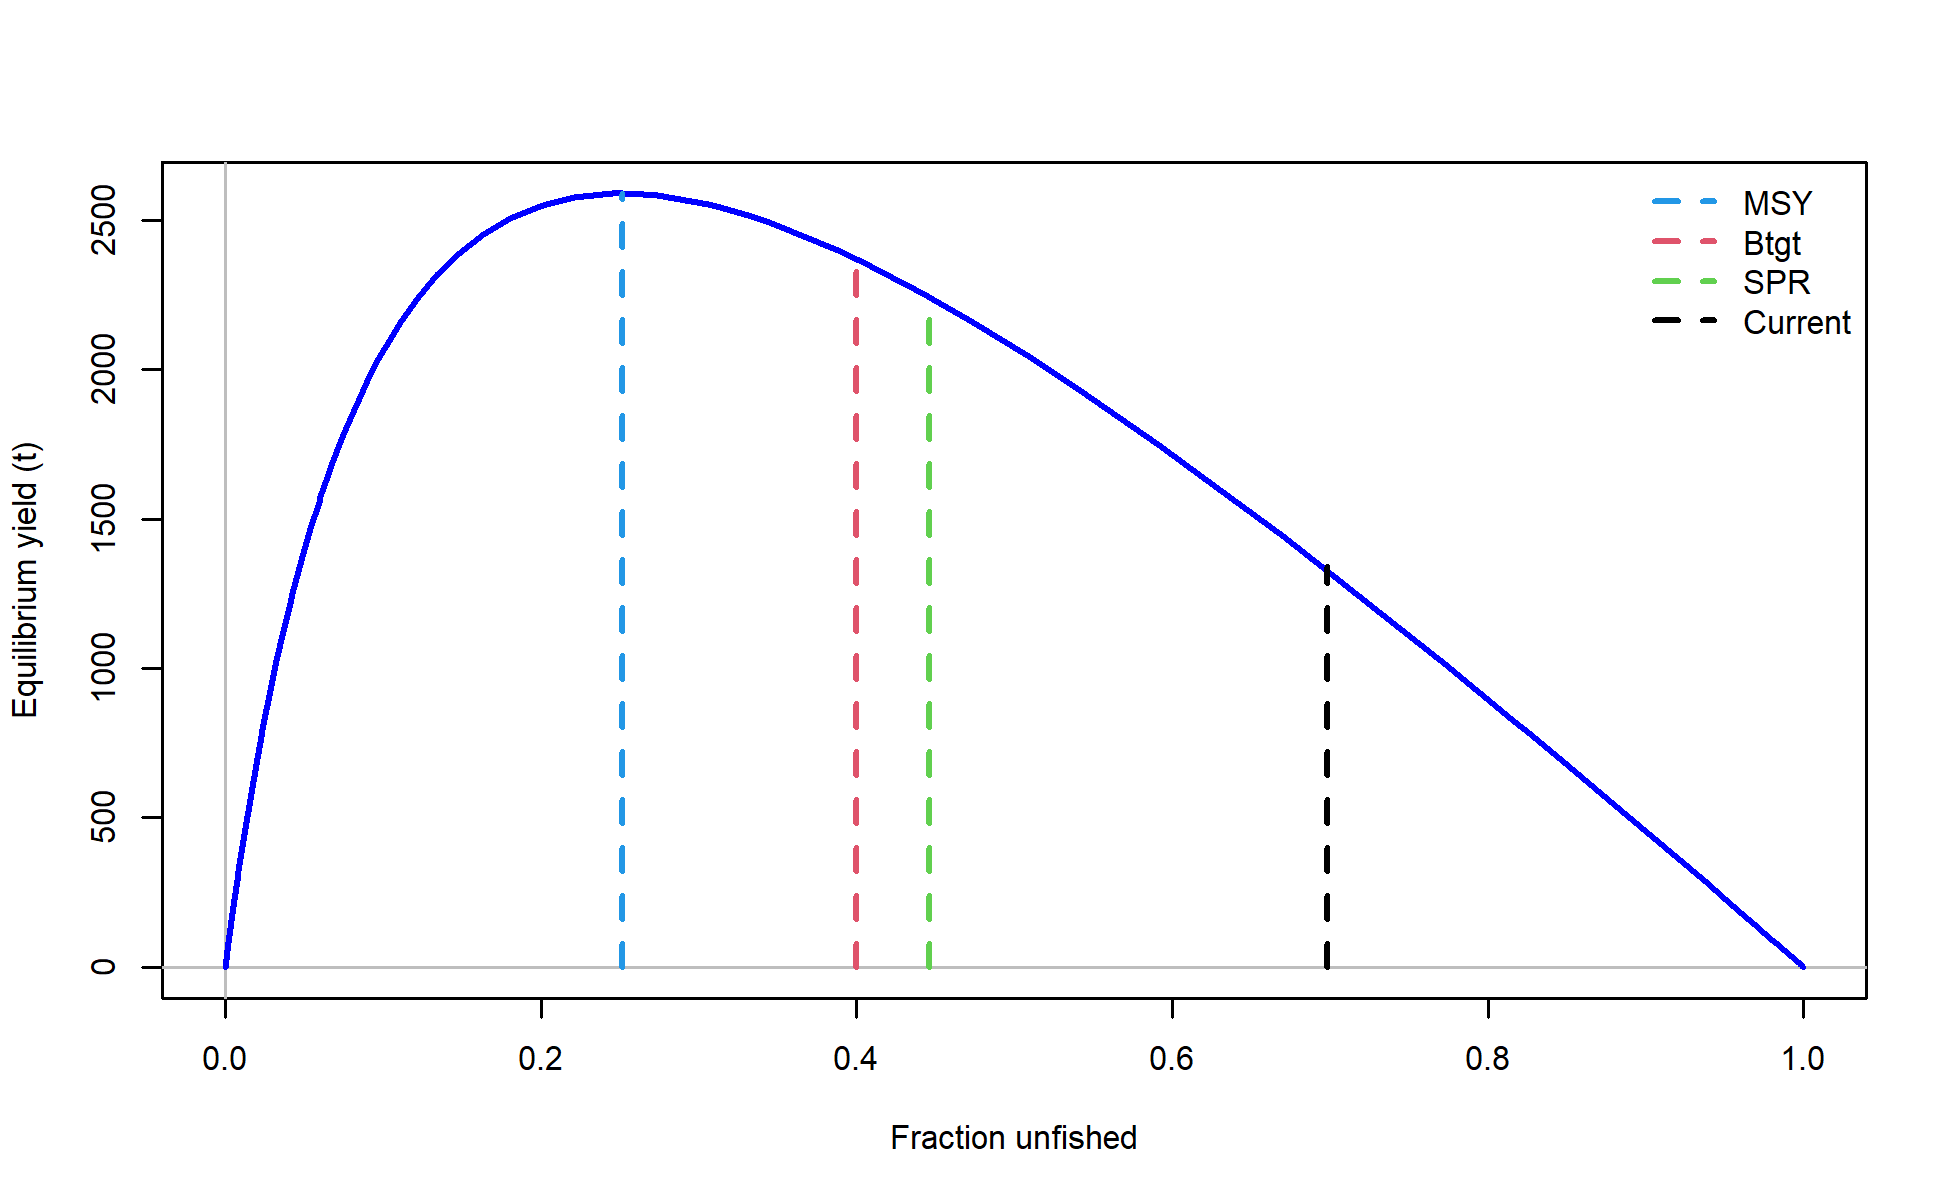 MSY
Btgt
SPR
Current
Equilibrium yield (t)
2500
2000
1500
1000
500
0
0.0 0.2 0.4 0.6 0.8 1.0
Fraction unfished